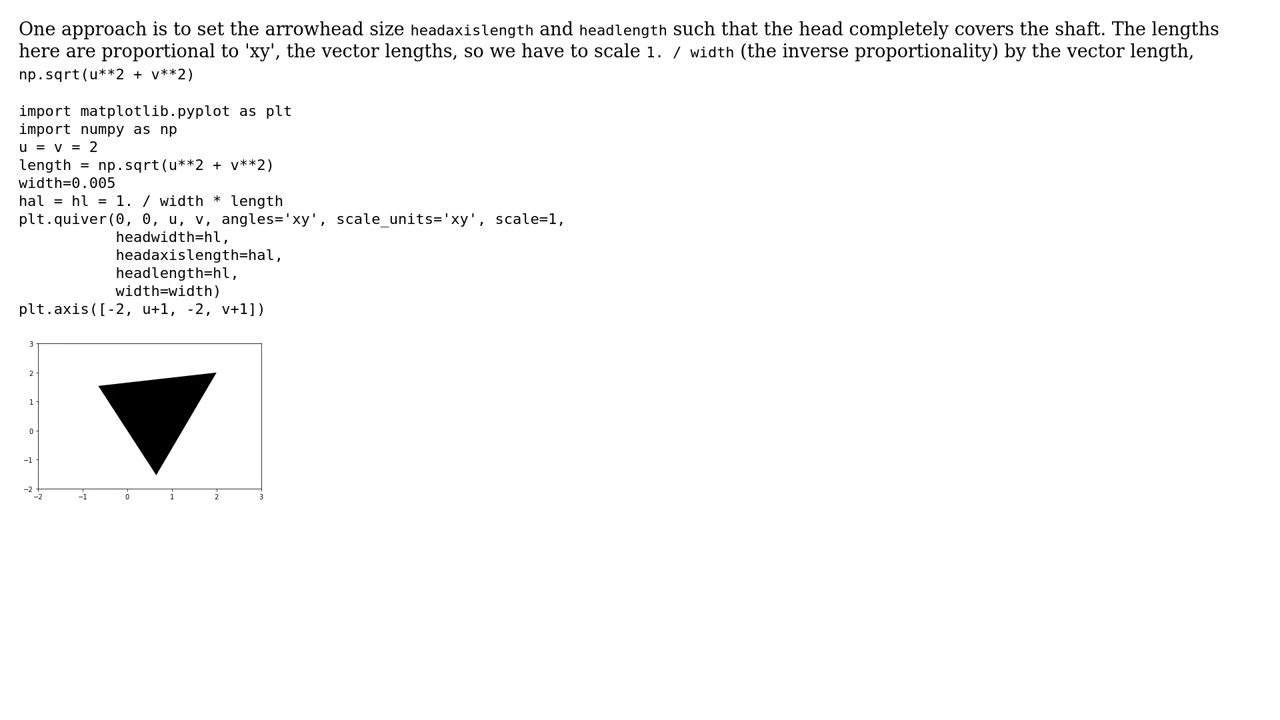 One approach is to set the arrowhead size headaxislength and headlength such that the head completely covers the shaft. The lengths
here are proportional to 'xy', the vector lengths, so we have to scale 1. / width (the inverse proportionality) by the vector length,
np.sqrt(u**2 + v**2)
import matplotlib.pyplot as plt
import numpy as np
u = v = 2
length = np.sqrt(u**2 + v**2)
width=0.005
hal = hl = 1. / width * length
plt.quiver(0, 0, u, v, angles='xy', scale_units='xy', scale=1,
           headwidth=hl,
           headaxislength=hal,
           headlength=hl,
           width=width)
plt.axis([-2, u+1, -2, v+1])
3
2
1
0
−1
−2
−2 −1 0 1 2 3